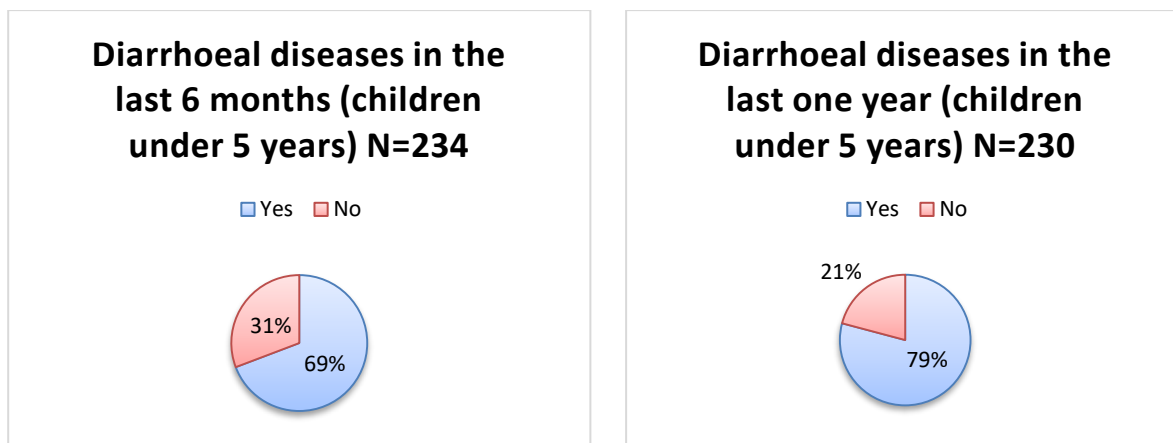 Diarrhoeal diseases in the
last 6 months (children
under 5 years) N=234
Yes No
31%
69%
Diarrhoeal diseases in the
last one year (children
under 5 years) N=230
Yes No
21%
79%